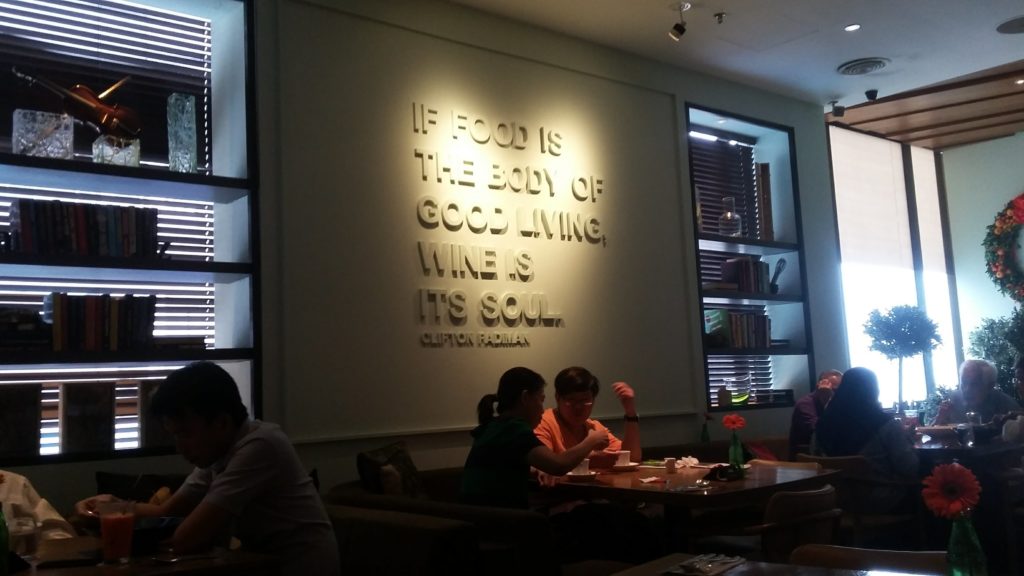 IF FOOD IS
THE BODY OF
GOOD LIVING,
WINE IS
ITS SOUL.
CLIFTON FADIMAN